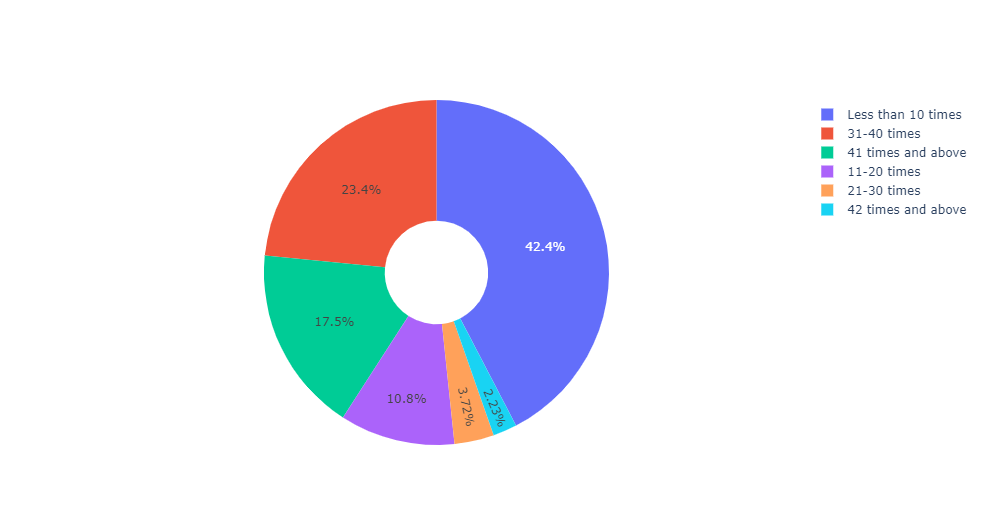 42.4%
23.4%
17.5%
10.8%
3.72%
2.23%
Less than 10 times
31-40 times
41 times and above
11-20 times
21-30 times
42 times and above